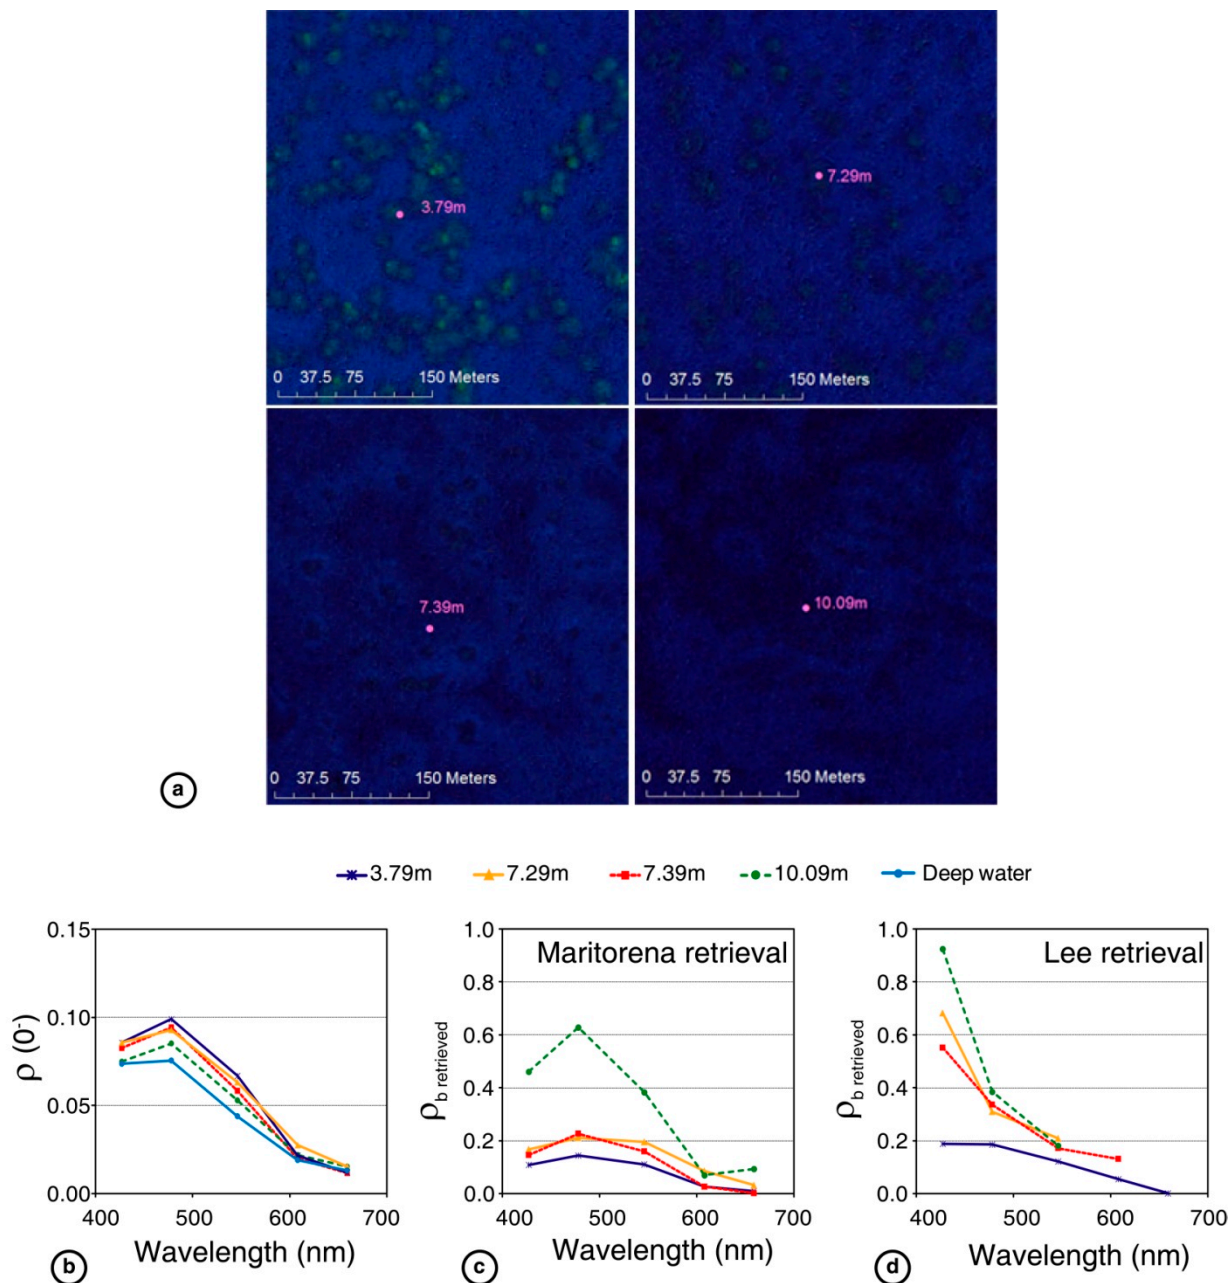 3.79m
7.29m
0 37.5 75 150 Meters
0 37.5 75 150 Meters
7.39m
10.09m
0 37.5 75 150 Meters
0 37.5 75 150 Meters
a
3.79m 7.29m 7.39m 10.09m Deep water
0.15
0.10
0.05
0.00
ρ (0-)
400 500 600 700
Wavelength (nm)
b
Maritorena retrieval
1.0
0.8
0.6
0.4
0.2
0.0
ρb retrieved
400 500 600 700
Wavelength (nm)
c
Lee retrieval
1.0
0.8
0.6
0.4
0.2
0.0
ρb retrieved
400 500 600 700
Wavelength (nm)
d